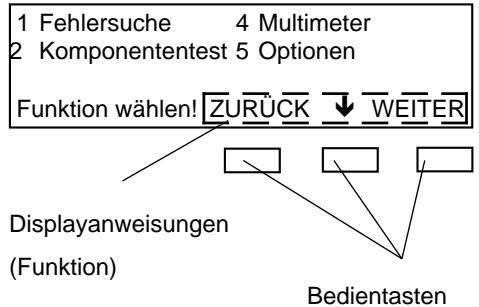 1 Fehlersuche 4 Multimeter
2 Komponententest 5 Optionen
Funktion wählen! ZURÜCK 🡻 WEITER
Displayanweisungen
(Funktion)
Bedientasten